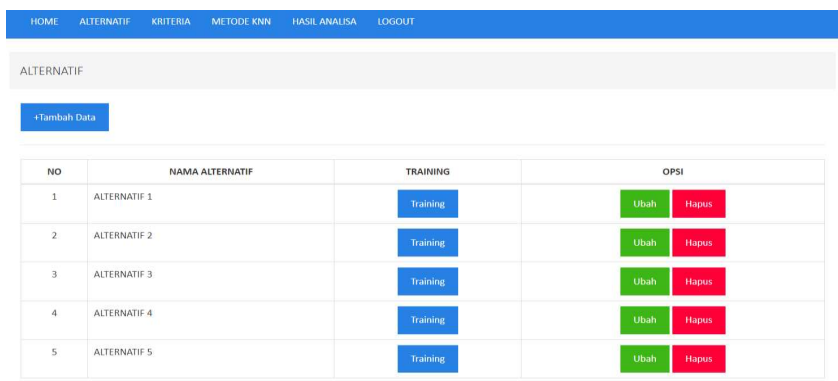 HOME ALTERNATIF KRITERIA METODE KNN HASIL ANALISA LOGOUT
ALTERNATIF
+Tambah Data
NO NAMA ALTERNATIF TRAINING OPSI
1 ALTERNATIF 1 Training Ubah Hapus
2 ALTERNATIF 2 Training Ubah Hapus
3 ALTERNATIF 3 Training Ubah Hapus
4 ALTERNATIF 4 Training Ubah Hapus
5 ALTERNATIF 5 Training Ubah Hapus